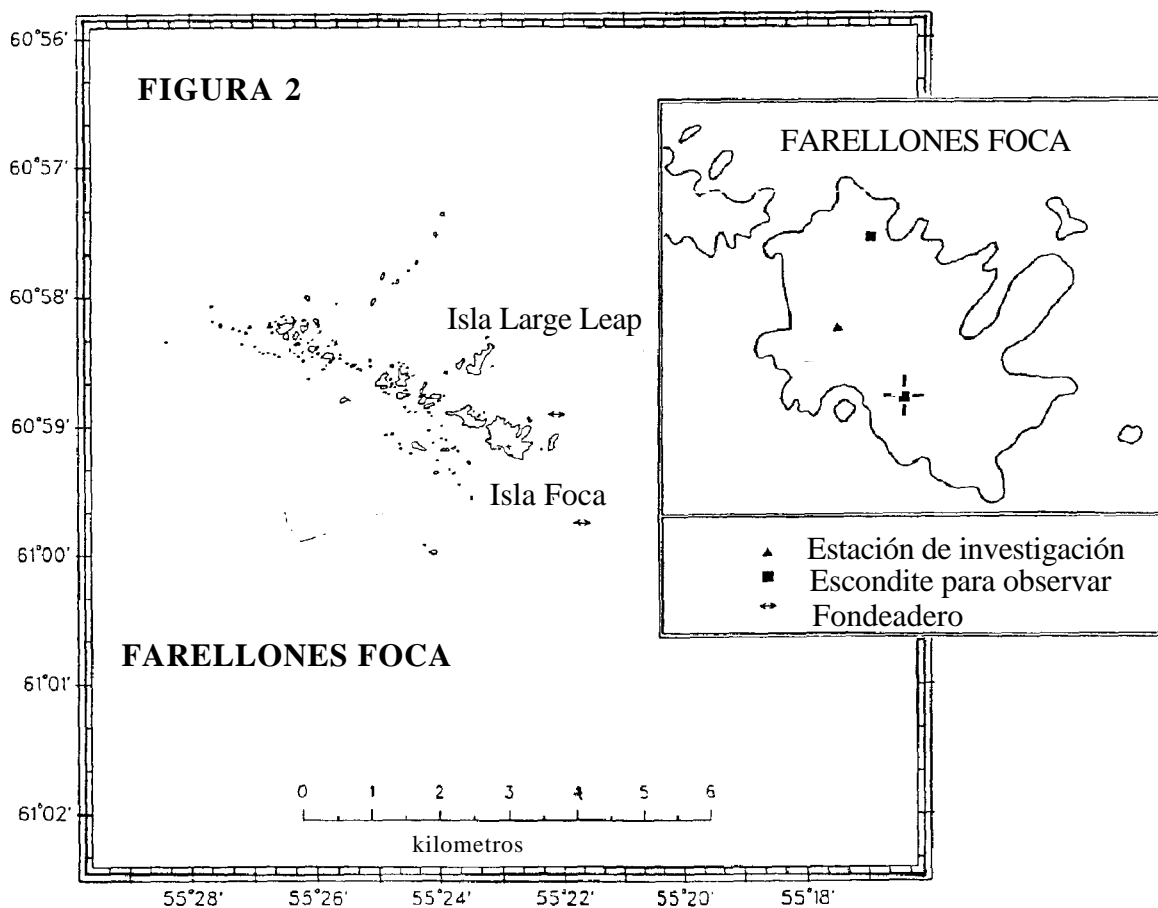 FIGURA 2
60°56'
60°57'
60°58'
60°59'
61°00'
61°01'
61°02'
Isla Large Leap
Isla Foca
FARELLONES FOCA
0 1 2 3 4 5 6
kilometros
55°28' 55°26' 55°24' 55°22' 55°20' 55°18'
FARELLONES FOCA
Estación de investigación
Escondite para observar
Fondeadero